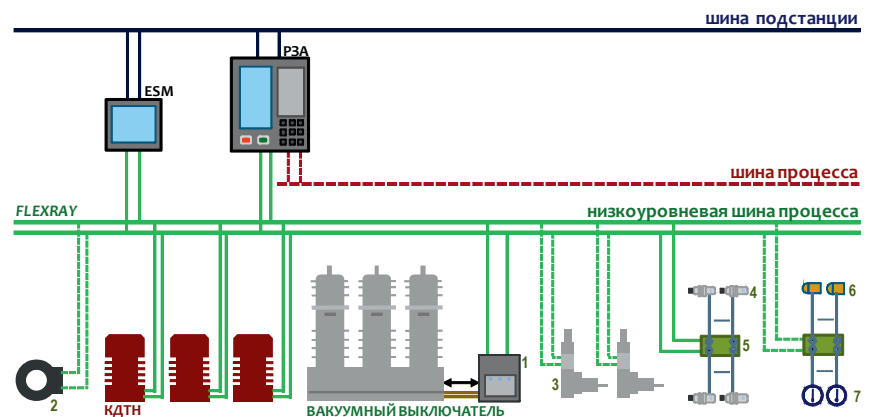 шина подстанции
РЗА
ESM
шина процесса
FLEXRAY
низкоуровневая шина процесса
4
6
1
5
3
2
7
КДТН
ВАКУУМНЫЙ ВЫКЛЮЧАТЕЛЬ